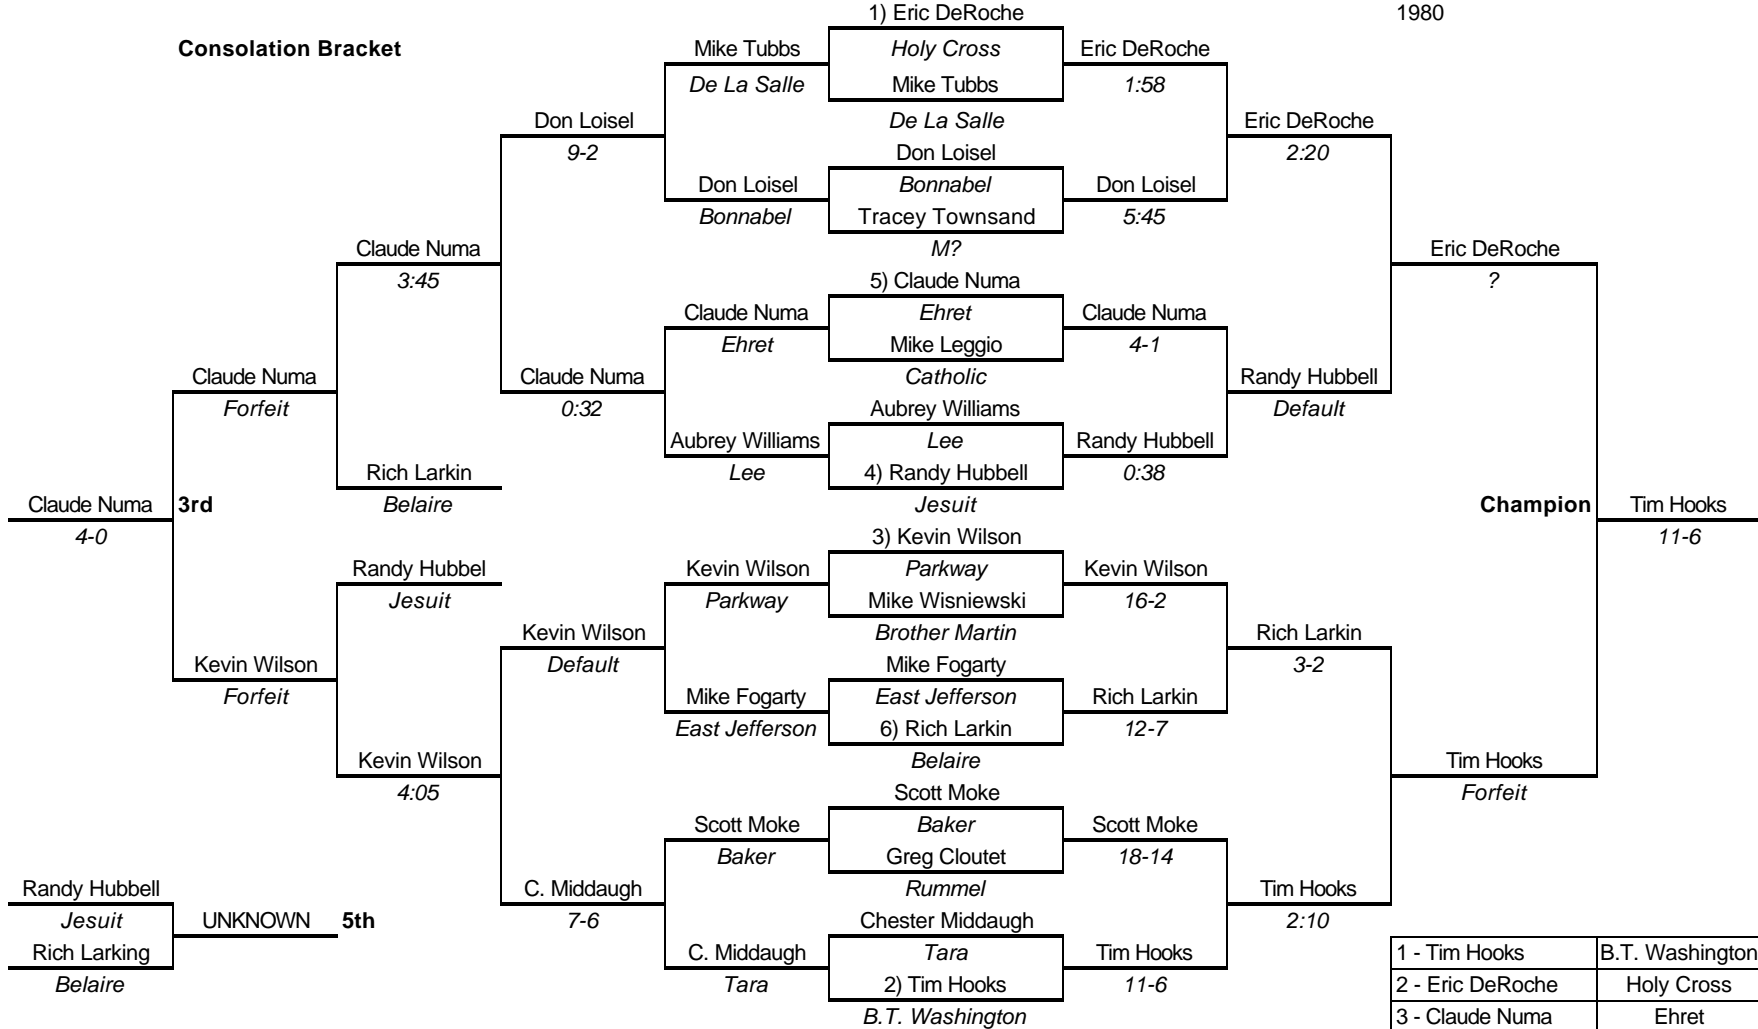 1) Eric DeRoche 1980
Consolation Bracket Mike Tubbs Holy Cross Eric DeRoche
De La Salle Mike Tubbs 1:58
Don Loisel De La Salle Eric DeRoche
9-2 Don Loisel 2:20
Don Loisel Bonnabel Don Loisel
Bonnabel Tracey Townsand 5:45
Claude Numa M? Eric DeRoche
3:45 5) Claude Numa ?
Claude Numa Ehret Claude Numa
Ehret Mike Leggio 4-1
Claude Numa Claude Numa Catholic Randy Hubbell
Forfeit 0:32 Aubrey Williams Default
Aubrey Williams Lee Randy Hubbell
Rich Larkin Lee 4) Randy Hubbell 0:38
Claude Numa 3rd Belaire Jesuit Champion Tim Hooks
4-0 3) Kevin Wilson 11-6
Randy Hubbel Kevin Wilson Parkway Kevin Wilson
Jesuit Parkway Mike Wisniewski 16-2
Kevin Wilson Brother Martin Rich Larkin
Kevin Wilson Default Mike Fogarty 3-2
Forfeit Mike Fogarty East Jefferson Rich Larkin
East Jefferson 6) Rich Larkin 12-7
Kevin Wilson Belaire Tim Hooks
4:05 Scott Moke Forfeit
Scott Moke Baker Scott Moke
Baker Greg Cloutet 18-14
Randy Hubbell C. Middaugh Rummel Tim Hooks
Jesuit UNKNOWN 5th 7-6 Chester Middaugh 2:10
Rich Larking C. Middaugh Tara Tim Hooks 1 - Tim Hooks B.T. Washington
Belaire Tara 2) Tim Hooks 11-6 2 - Eric DeRoche Holy Cross
B.T. Washington 3 - Claude Numa Ehret